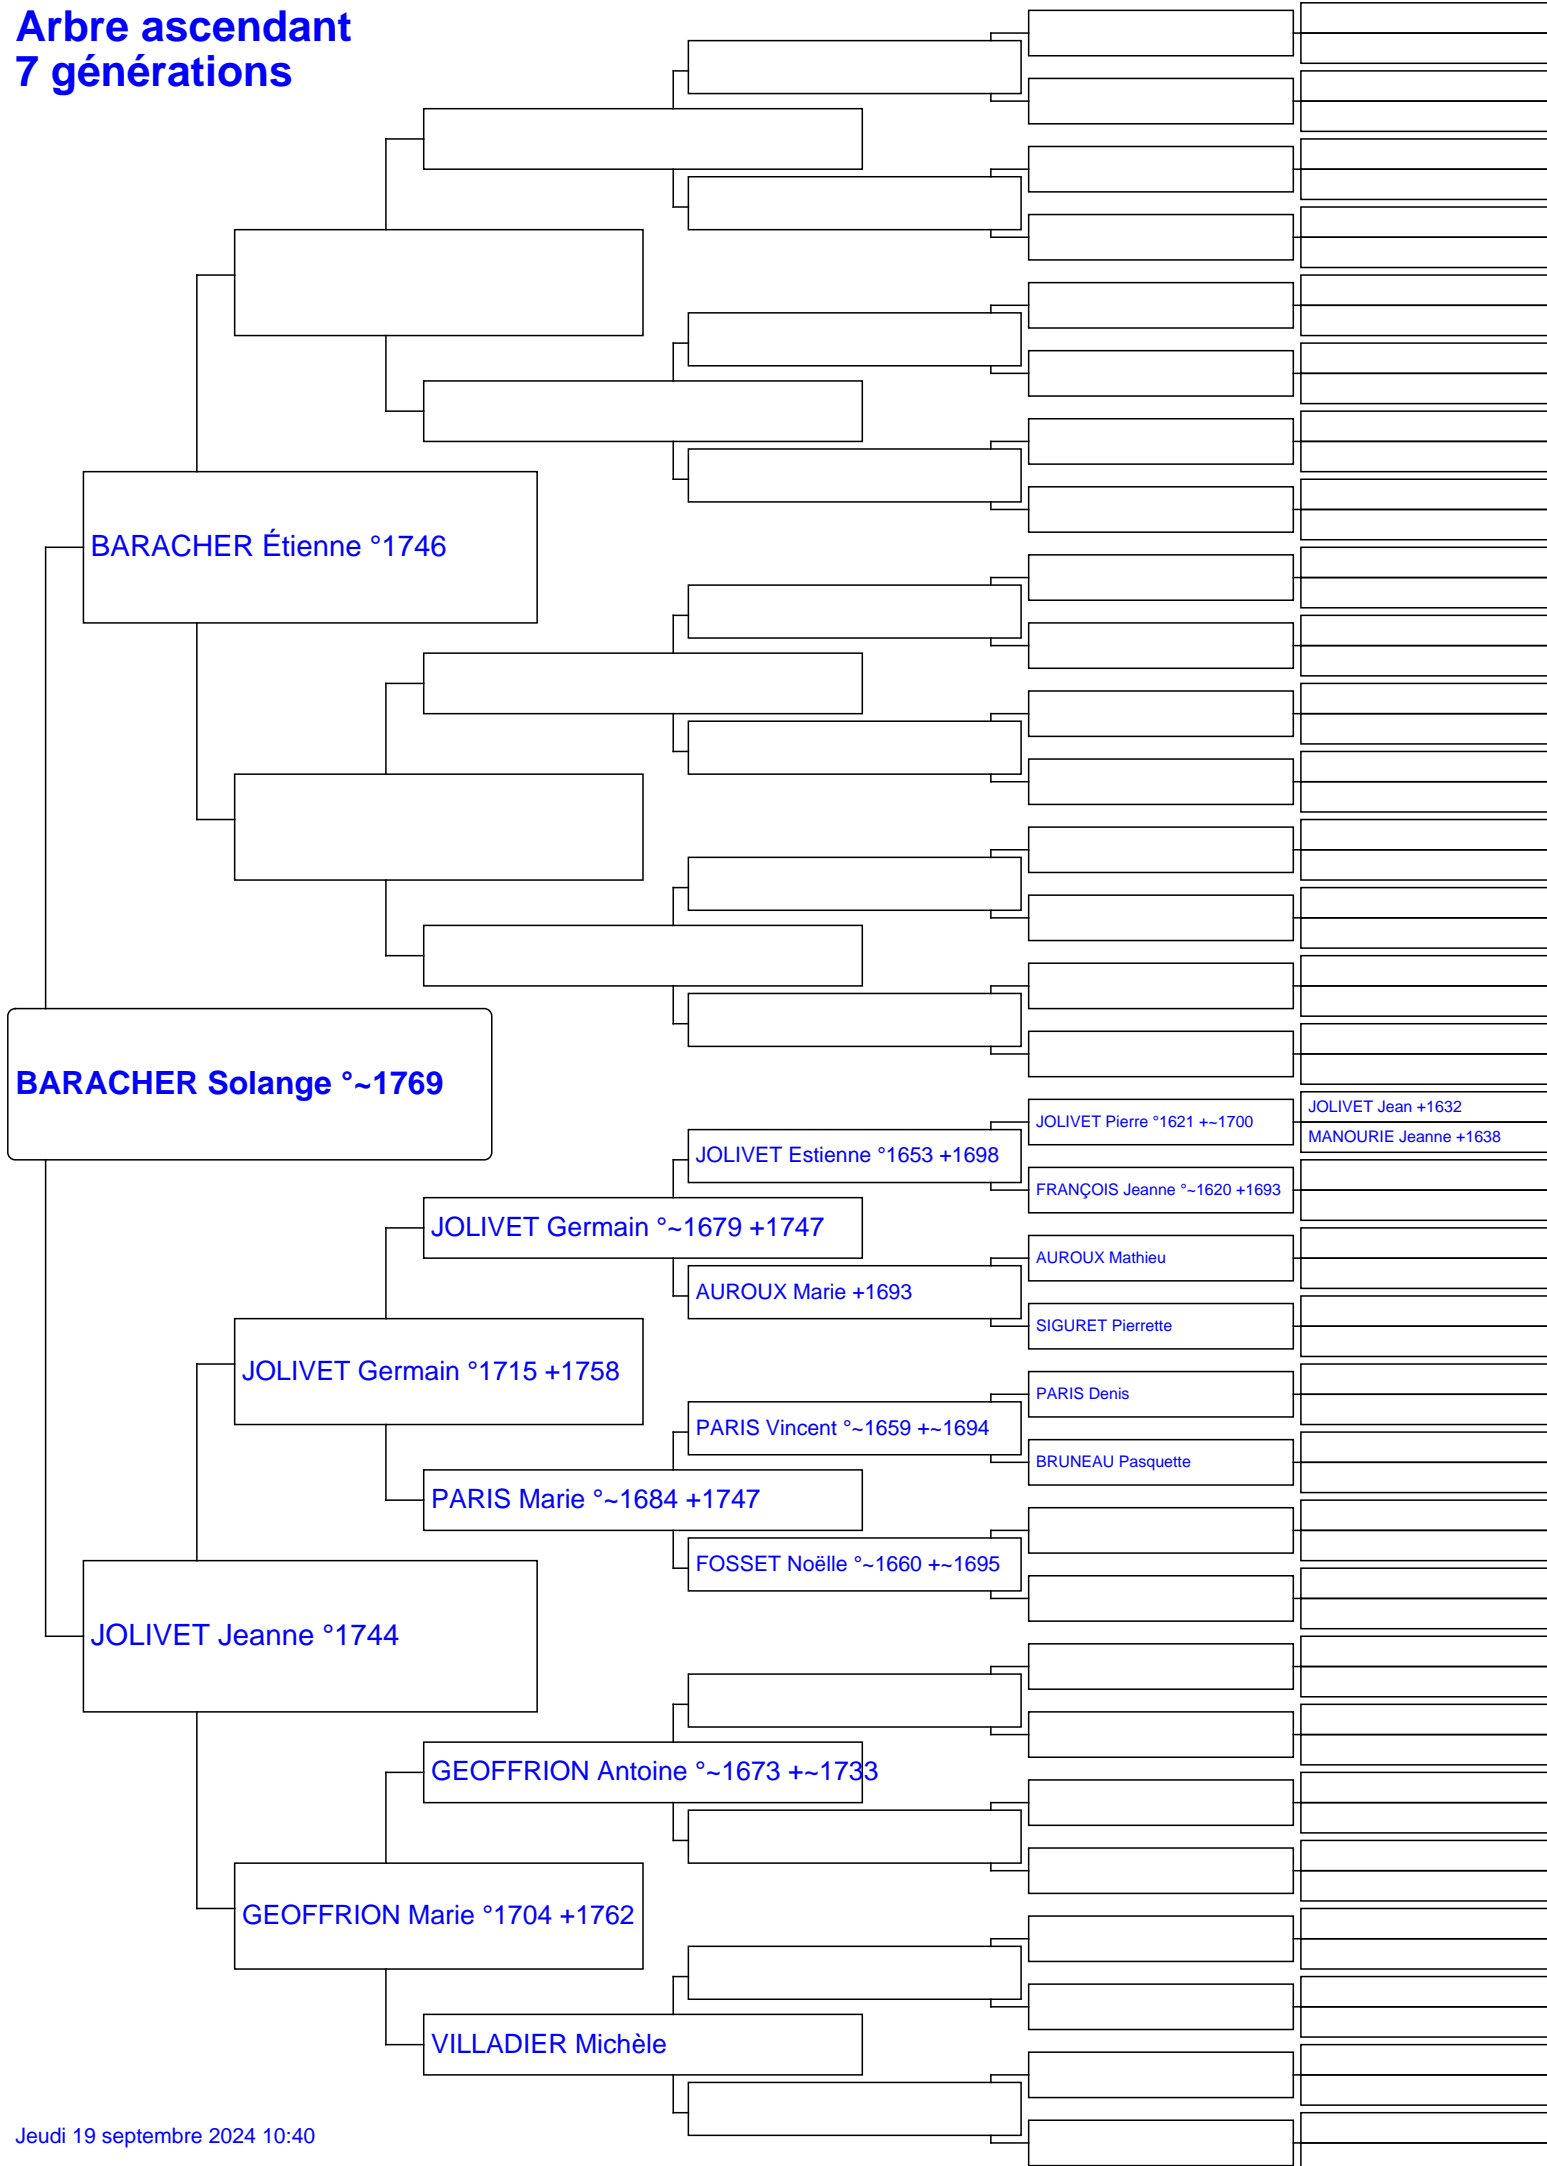 Arbre ascendant
7 générations
BARACHER Étienne °1746
BARACHER Solange °~1769
JOLIVET Jean +1632
JOLIVET Pierre °1621 +~1700
MANOURIE Jeanne +1638
JOLIVET Estienne °1653 +1698
FRANÇOIS Jeanne °~1620 +1693
JOLIVET Germain °~1679 +1747
AUROUX Mathieu
AUROUX Marie +1693
SIGURET Pierrette
JOLIVET Germain °1715 +1758
PARIS Denis
PARIS Vincent °~1659 +~1694
BRUNEAU Pasquette
PARIS Marie °~1684 +1747
FOSSET Noëlle °~1660 +~1695
JOLIVET Jeanne °1744
GEOFFRION Antoine °~1673 +~1733
GEOFFRION Marie °1704 +1762
VILLADIER Michèle
Jeudi 19 septembre 2024 10:40